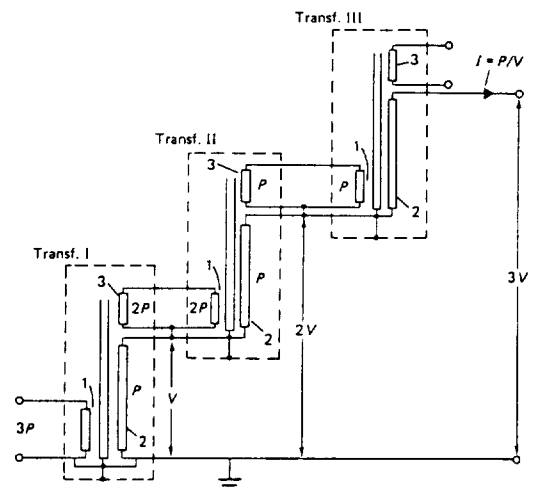 Transf. III
3
I = P/V
Transf. II
1
3
P
P
2
Transf. I
1
3
2P
2P
P
2V
3V
2
1
P
V
3P
2